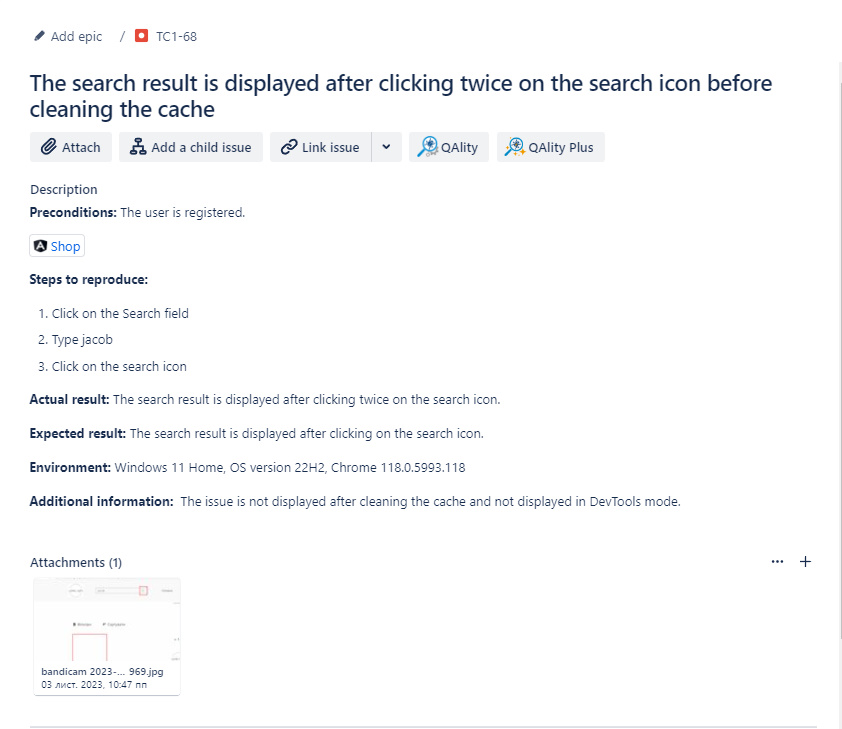 Add epic / TC1-68
The search result is displayed after clicking twice on the search icon before
cleaning the cache
Attach Add a child issue Link issue QAlity QAlity Plus
Description
Preconditions: The user is registered.
Shop
Steps to reproduce:
1. Click on the Search field
2. Type jacob
3. Click on the search icon
Actual result: The search result is displayed after clicking twice on the search icon.
Expected result: The search result is displayed after clicking on the search icon.
Environment: Windows 11 Home, OS version 22H2, Chrome 118.0.5993.118
Additional information: The issue is not displayed after cleaning the cache and not displayed in DevTools mode.
Attachments (1)
bandicam 2023-... 969.jpg
03 лист. 2023, 10:47 пп